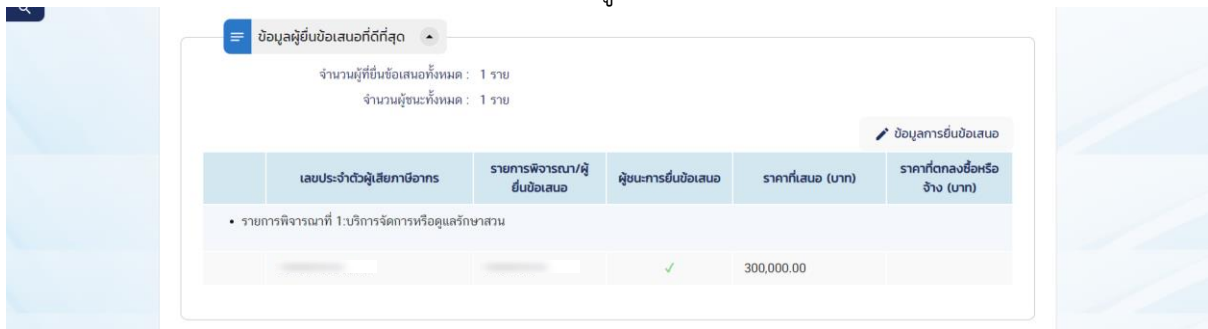 ข้อมูลผู้ยื่นข้อเสนอที่ดีที่สุด
จำนวนผู้ที่ยื่นข้อเสนอทั้งหมด : 1 ราย
จำนวนผู้ชนะทั้งหมด : 1 ราย
ข้อมูลการยื่นข้อเสนอ
เลขประจำตัวผู้เสียภาษีอากร
รายการพิจารณา/ผู้
ยื่นข้อเสนอ
ผู้ชนะการยื่นข้อเสนอ
ราคาที่เสนอ (บาท)
ราคาที่ตกลงซื้อหรือ
จ้าง (บาท)
• รายการพิจารณาที่ 1:บริการจัดการหรือดูแลรักษาสวน
✓ 300,000.00